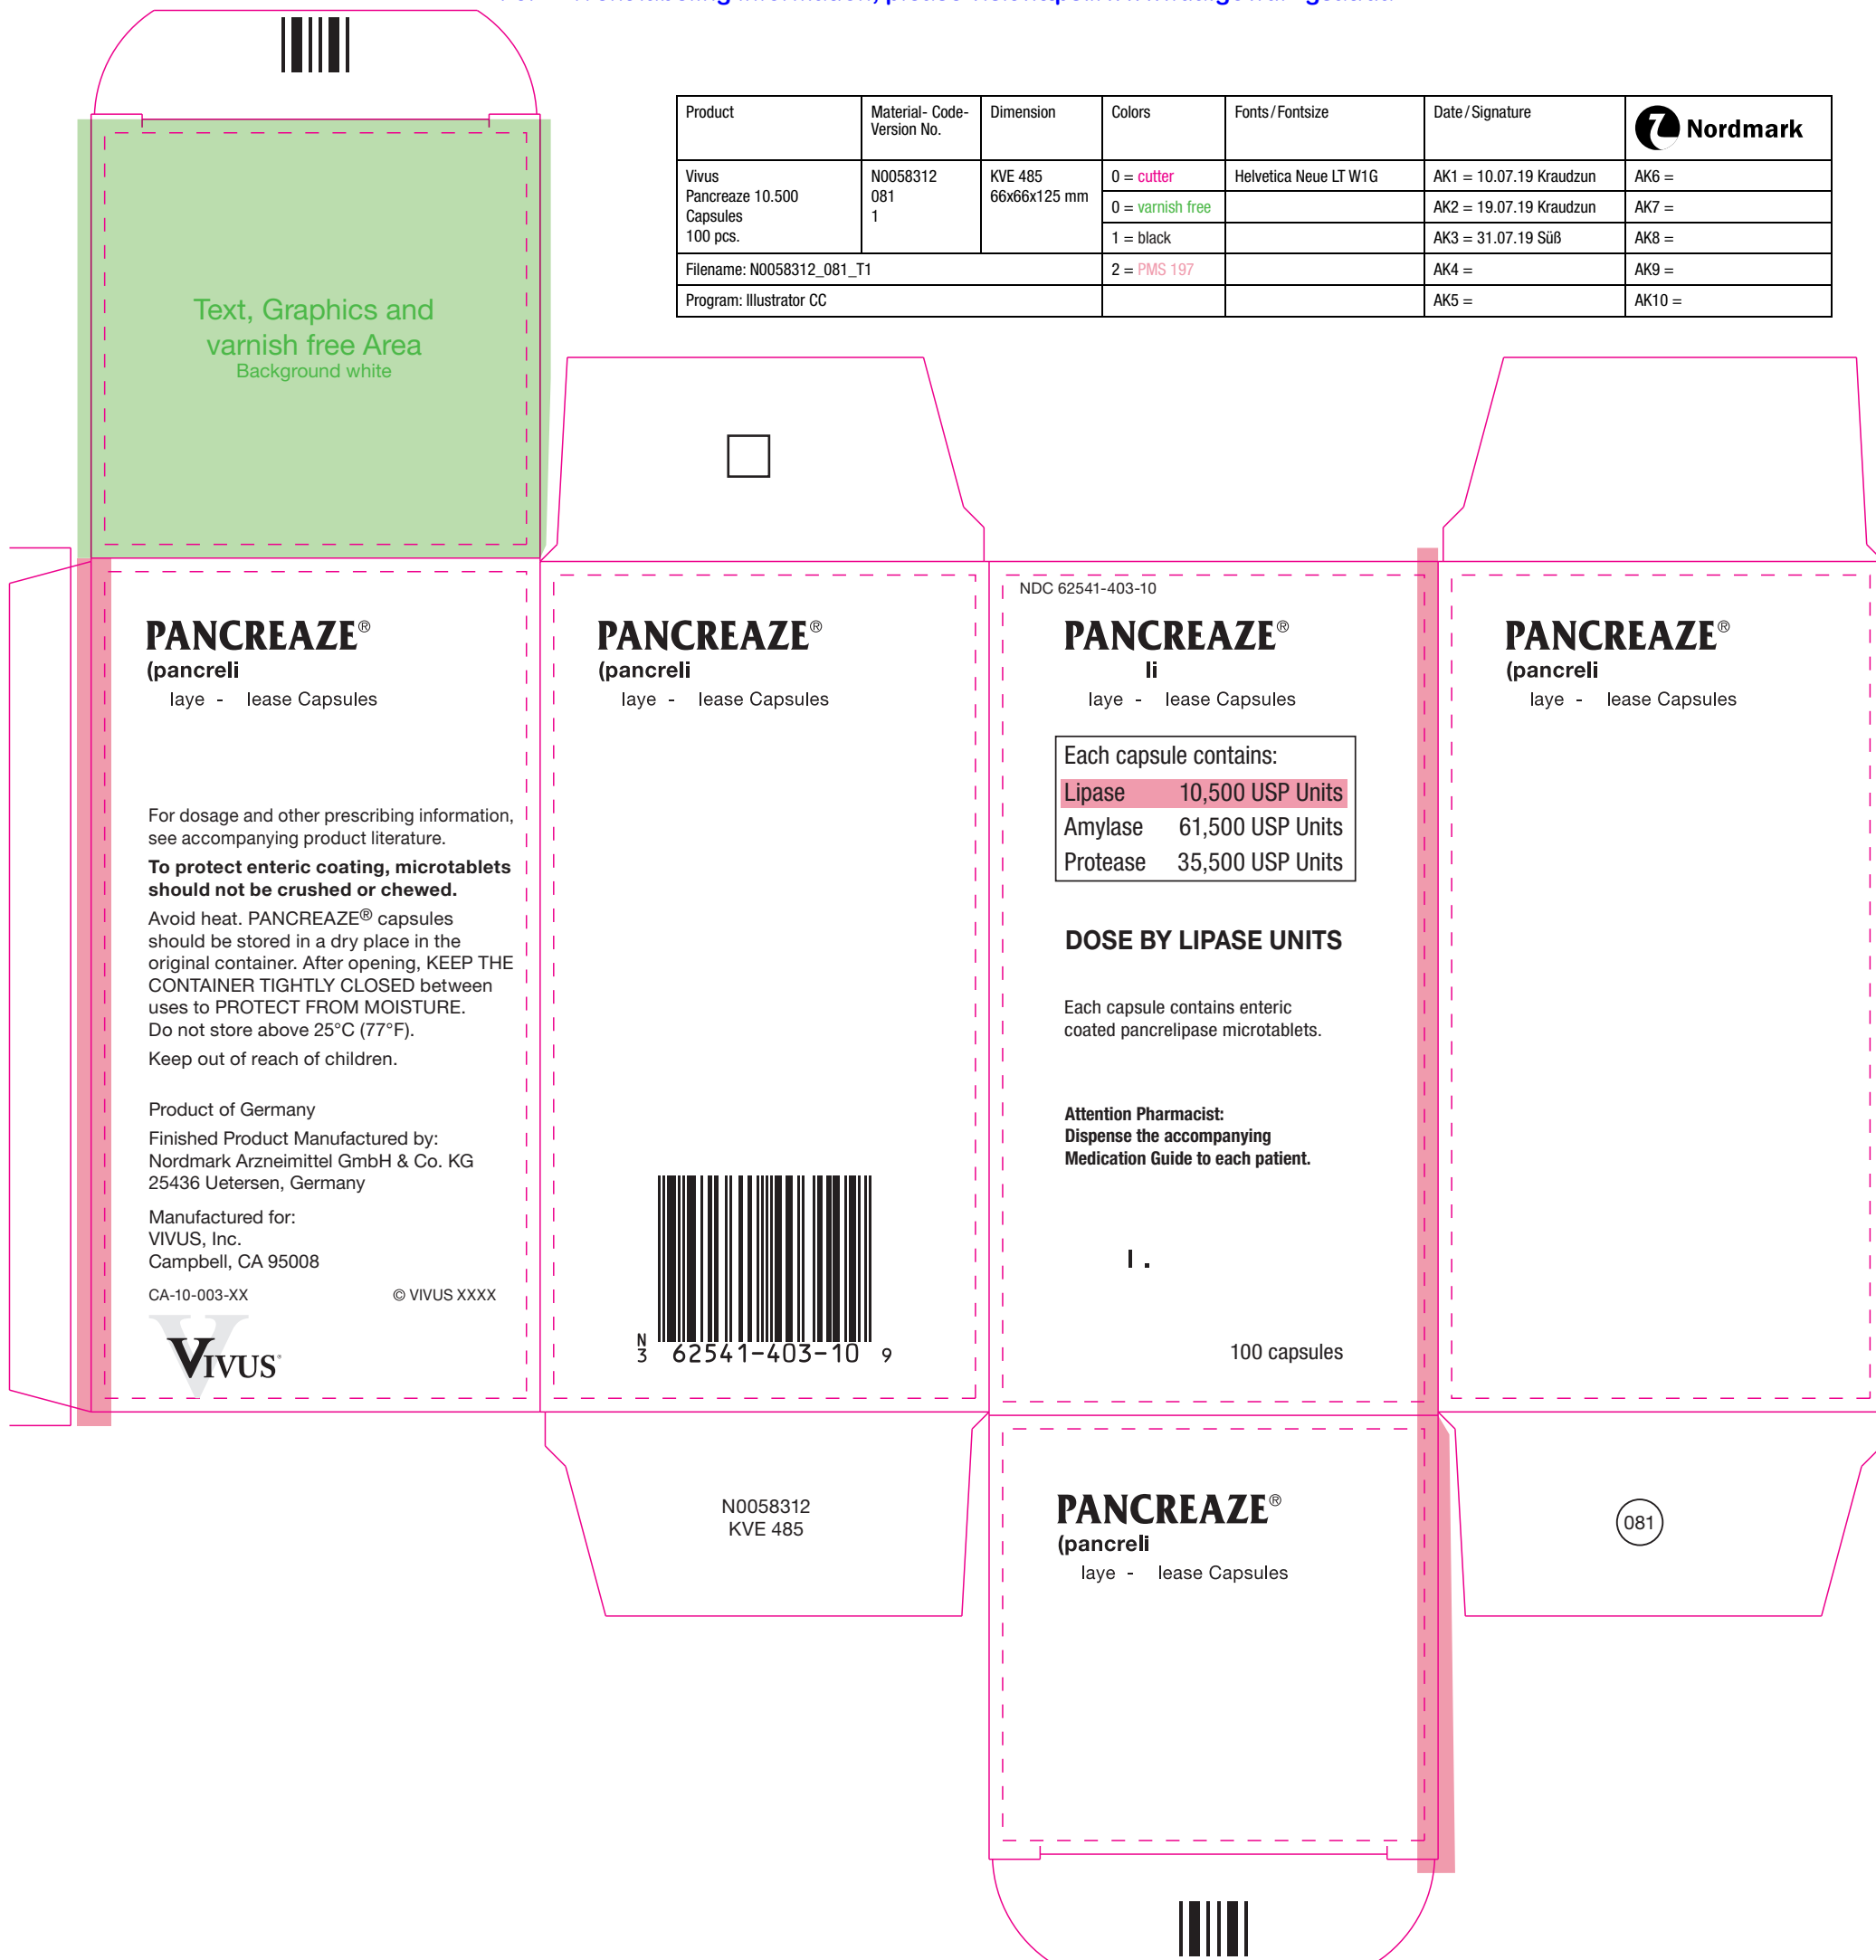 Product
Material- Code-
Version No.
Dimension
Colors
Fonts/Fontsize
Date/Signature
Nordmark
Vivus
Pancreaze 10.500
Capsules
100 pcs.
N0058312
081
1
KVE 485
66x66x125 mm
0 = cutter
Helvetica Neue LT W1G
AK1 = 10.07.19 Kraudzun
AK6 =
0 = varnish free
AK2 = 19.07.19 Kraudzun
AK7 =
1 = black
AK3 = 31.07.19 Süß
AK8 =
Filename: N0058312_081_T1
2 = PMS 197
AK4 =
AK9 =
Program: Illustrator CC
AK5 =
AK10 =
Text, Graphics and
varnish free Area
Background white
PANCREAZE®
(pancreli
laye - lease Capsules
For dosage and other prescribing information,
see accompanying product literature.
To protect enteric coating, microtablets
should not be crushed or chewed.
Avoid heat. PANCREAZE® capsules
should be stored in a dry place in the
original container. After opening, KEEP THE
CONTAINER TIGHTLY CLOSED between
uses to PROTECT FROM MOISTURE.
Do not store above 25°C (77°F).
Keep out of reach of children.
Product of Germany
Finished Product Manufactured by:
Nordmark Arzneimittel GmbH & Co. KG
25436 Uetersen, Germany
Manufactured for:
VIVUS, Inc.
Campbell, CA 95008
CA-10-003-XX © VIVUS XXXX
VIVUS®
PANCREAZE®
(pancreli
laye - lease Capsules
N
3 62541-403-10 9
NDC 62541-403-10
PANCREAZE®
li
laye - lease Capsules
Each capsule contains:
Lipase 10,500 USP Units
Amylase 61,500 USP Units
Protease 35,500 USP Units
DOSE BY LIPASE UNITS
Each capsule contains enteric
coated pancrelipase microtablets.
Attention Pharmacist:
Dispense the accompanying
Medication Guide to each patient.
l .
100 capsules
PANCREAZE®
(pancreli
laye - lease Capsules
N0058312
KVE 485
PANCREAZE®
(pancreli
laye - lease Capsules
081